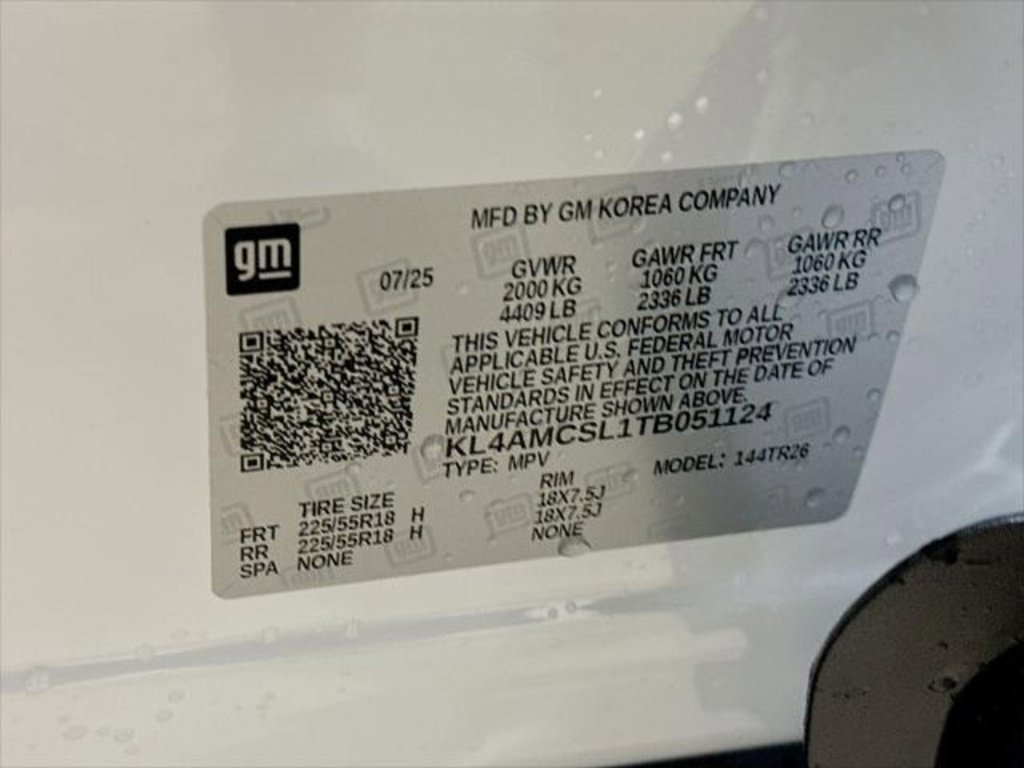 gm
MFD BY GM KOREA COMPANY
07/25
GVWR
2000 KG
4409 LB
GAWR FRT
1060 KG
2336 LB
GAWR RR
1060 KG
2336 LB
THIS VEHICLE CONFORMS TO ALL
APPLICABLE U.S. FEDERAL MOTOR
VEHICLE SAFETY AND THEFT PREVENTION
STANDARDS IN EFFECT ON THE DATE OF
MANUFACTURE SHOWN ABOVE.
KL4AMCSL1TB051124
TYPE: MPV MODEL: 144TR26
TIRE SIZE RIM
FRT 225/55R18 H 18X7.5J
RR 225/55R18 H 18X7.5J
SPA NONE NONE